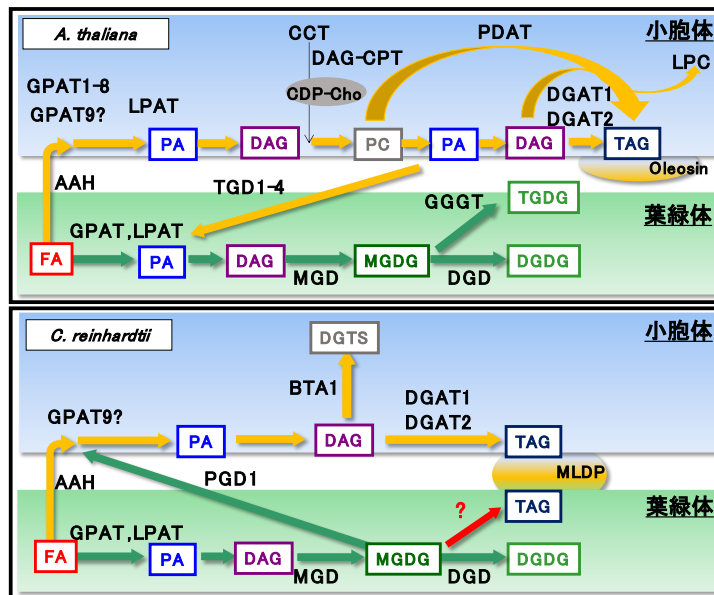 A. thaliana
小胞体
CCT
PDAT
DAG-CPT
LPC
GPAT1-8
GPAT9?
LPAT
CDP-Cho
DGAT1
DGAT2
PA
DAG
PC
PA
DAG
TAG
Oleosin
AAH
TGD1-4
GGGT
TGDG
葉緑体
GPAT,LPAT
FA
PA
DAG
MGD
MGDG
DGD
DGDG
C. reinhardtii
小胞体
DGTS
BTA1
DGAT1
DGAT2
GPAT9?
PA
DAG
TAG
MLDP
AAH
PGD1
?
TAG
葉緑体
GPAT,LPAT
FA
PA
DAG
MGD
MGDG
DGD
DGDG